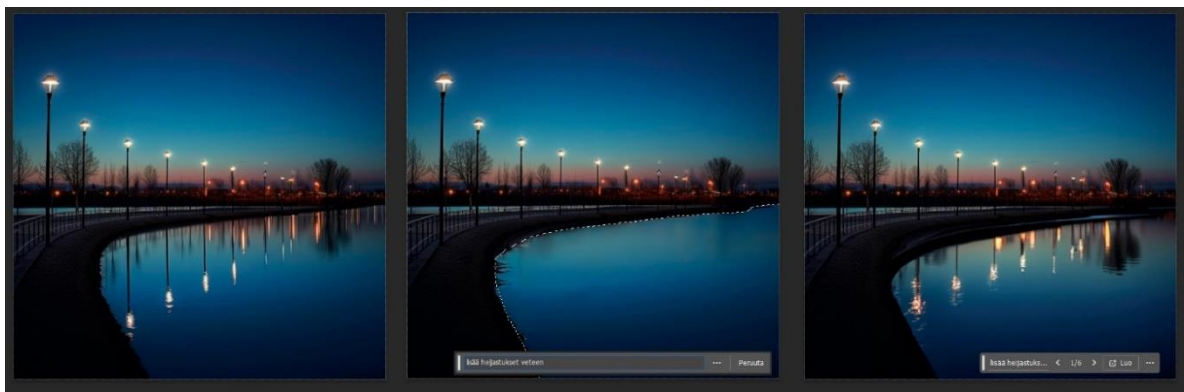 lisää heijastukset veteen ... Peruuta
lisää heijastuks... 1/6 Luo ...